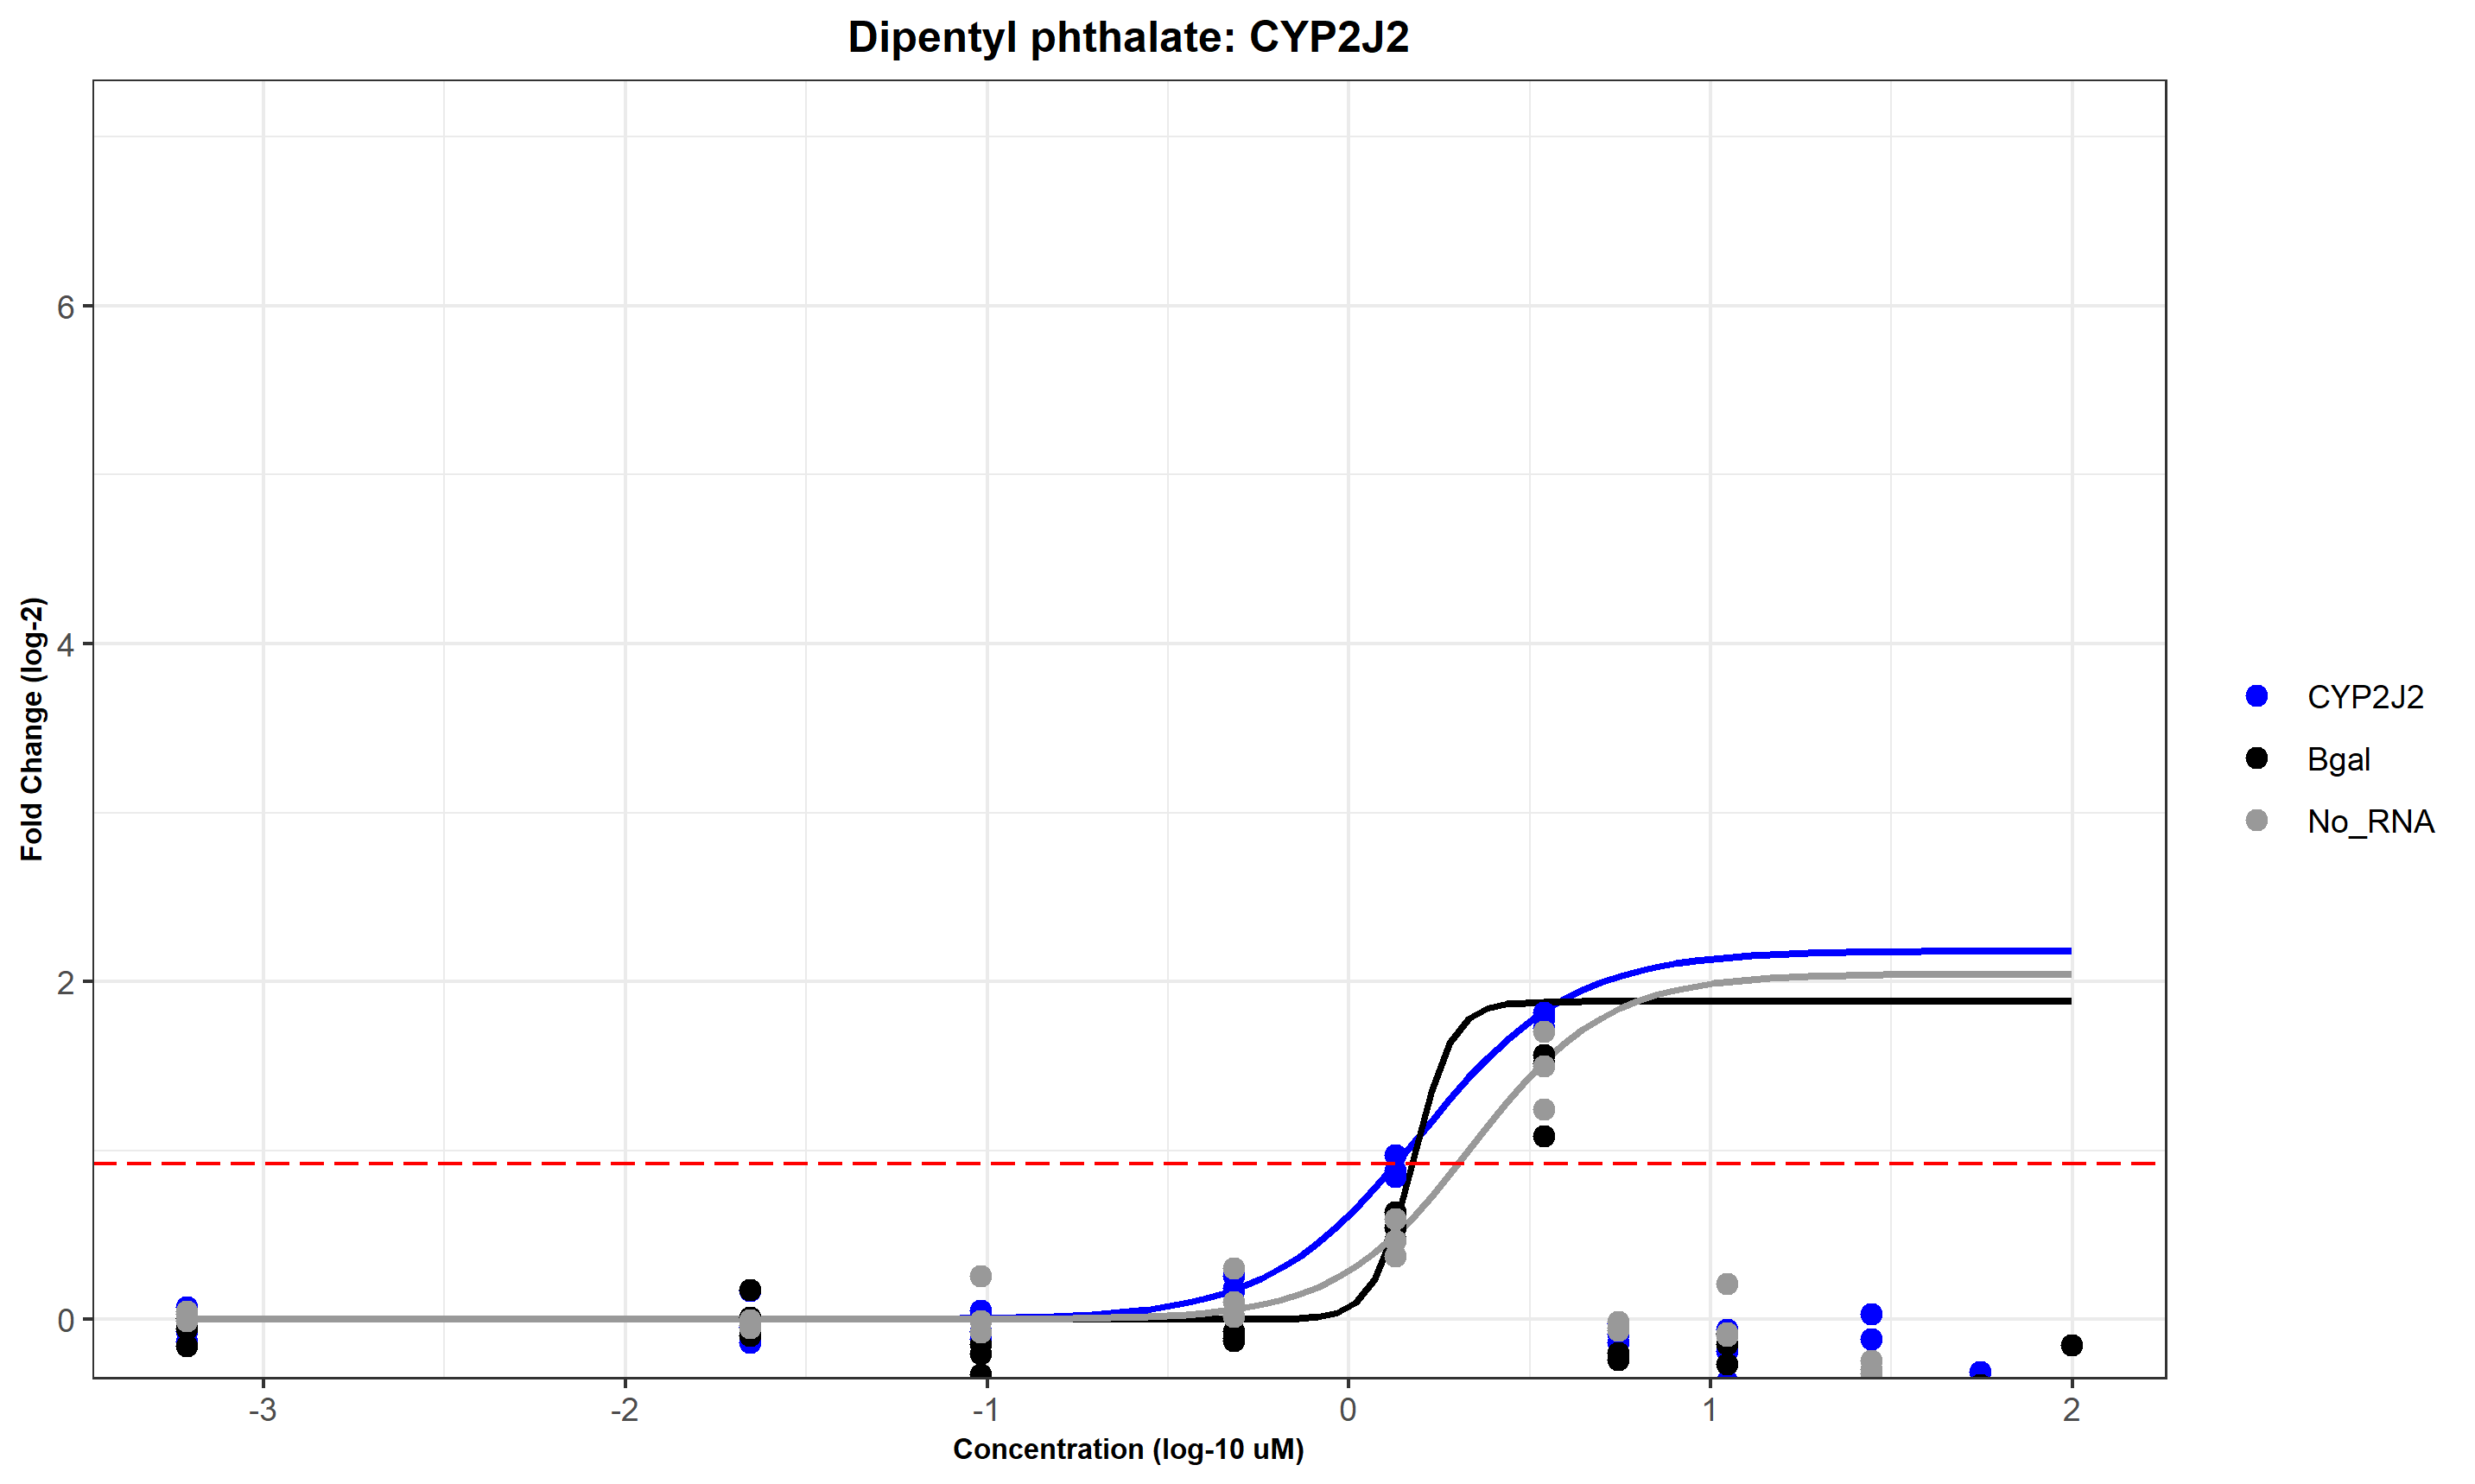 Dipentyl phthalate: CYP2J2
Fold Change (log-2)
6
4
2
0
-3
-2
-1
0
1
2
Concentration (log-10 uM)
CYP2J2
Bgal
No_RNA